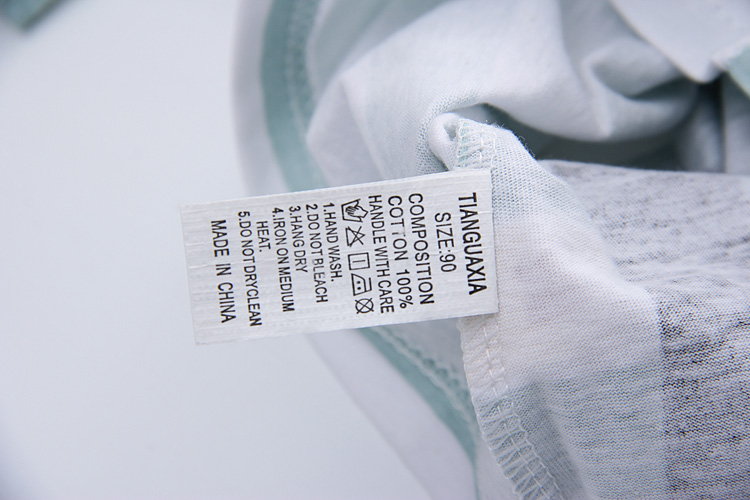 TIANGUAXIA
SIZE:90
COMPOSITION
COTTON 100%
HANDLE WITH CARE
1.HAND WASH.
2.DO NOT BLEACH
3.HANG DRY
4.IRON ON MEDIUM
HEAT.
5.DO NOT DRYCLEAN
MADE IN CHINA